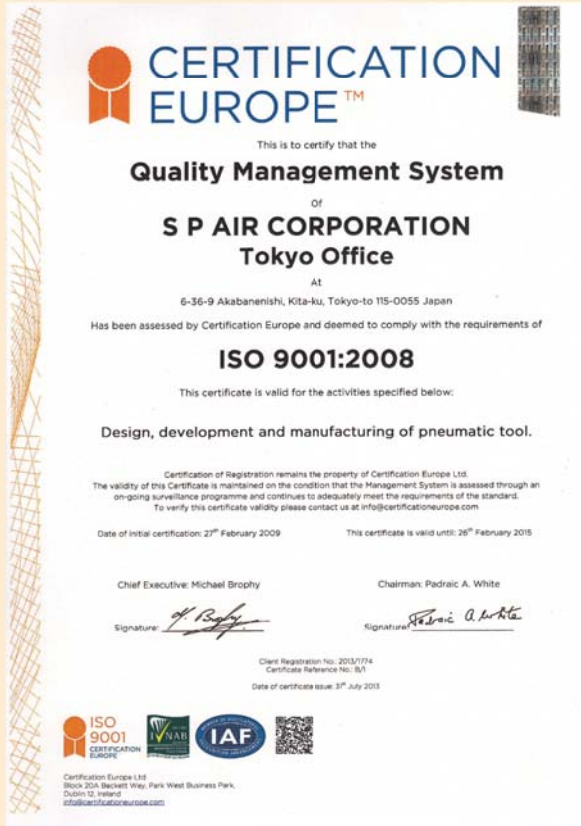 CERTIFICATION
EUROPE™
This is to certify that the
Quality Management System
Of
S P AIR CORPORATION
Tokyo Office
At
6-36-9 Akabanenishi, Kita-ku, Tokyo-to 115-0055 Japan
Has been assessed by Certification Europe and deemed to comply with the requirements of
ISO 9001:2008
This certificate is valid for the activities specified below:
Design, development and manufacturing of pneumatic tool.
Certification of Registration remains the property of Certification Europe Ltd.
The validity of this Certificate is maintained on the condition that the Management System is assessed through an
on-going surveillance programme and continues to adequately meet the requirements of the standard.
To verify this certificate validity please contact us at info@certificationeurope.com
Date of initial certification: 27th February 2009
This certificate is valid until: 26th February 2015
Chief Executive: Michael Brophy
Chairman: Padraic A. White
Signature:
Signature: Padraic A. White
Client Registration No.: 2013/1774
Certificate Reference No.: B/1
Date of certificate issue: 31st July 2013
ISO
9001
CERTIFICATION
EUROPE
INAB
IAF
Certification Europe Ltd
Block 20A Beckett Way, Park West Business Park,
Dublin 12, Ireland
info@certificationeurope.com